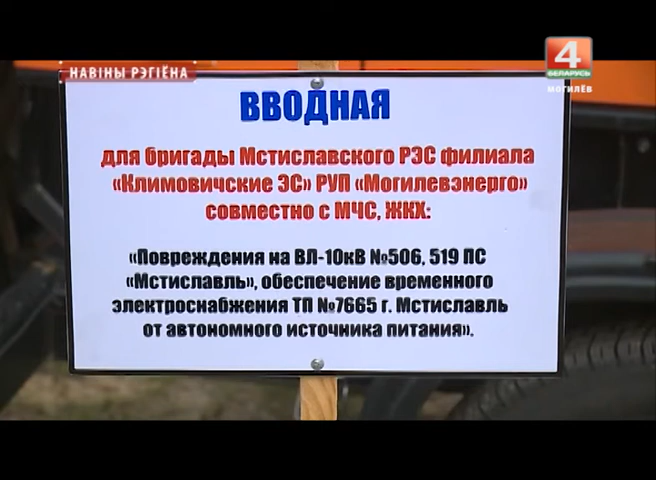 НАВІНЫ РЭГІЁНА
4
БЕЛАРУСЬ
МОГИЛЁВ
ВВОДНАЯ
для бригады Мстиславского РЭС филиала
«Климовичские ЭС» РУП «Могилевэнерго»
совместно с МЧС, ЖКХ:
«Повреждения на ВЛ-10кВ №506, 519 ПС
«Мстиславль», обеспечение временного
электроснабжения ТП №7665 г. Мстиславль
от автономного источника питания».